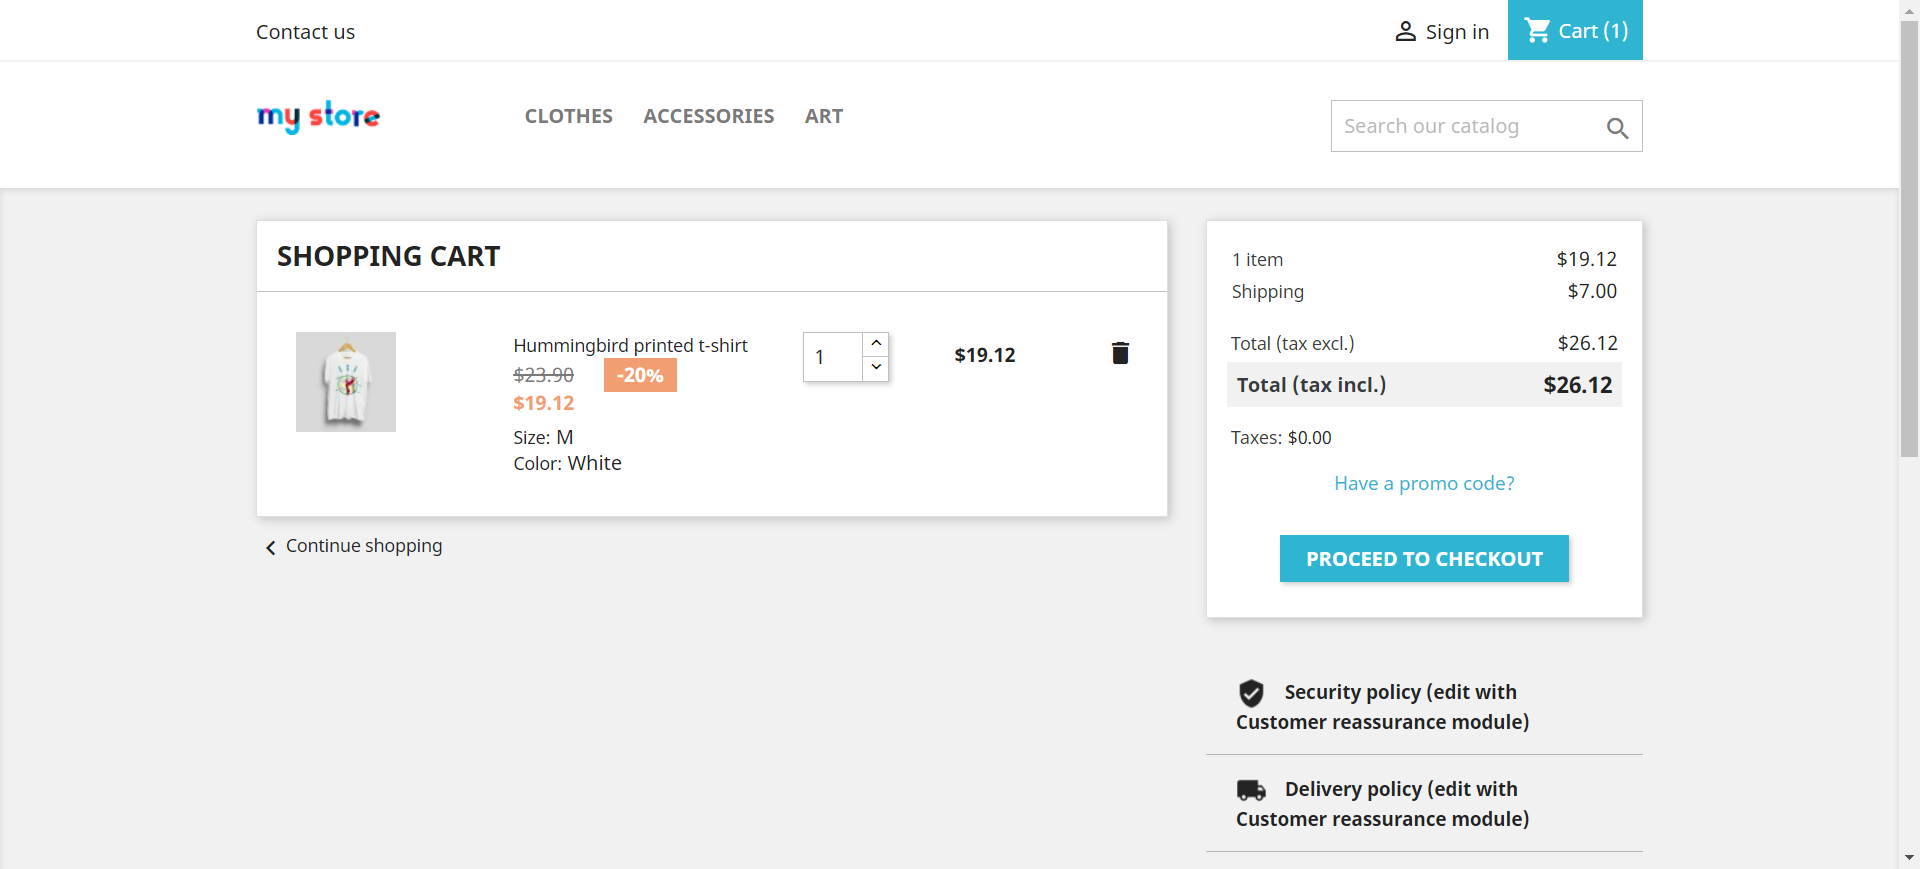 Contact us
Sign in
Cart (1)
my store
CLOTHES
ACCESSORIES
ART
Search our catalog
SHOPPING CART
Hummingbird printed t-shirt
$23.90
-20%
$19.12
Size: M
Color: White
1
$19.12
Continue shopping
1 item $19.12
Shipping $7.00
Total (tax excl.) $26.12
Total (tax incl.) $26.12
Taxes: $0.00
Have a promo code?
PROCEED TO CHECKOUT
Security policy (edit with
Customer reassurance module)
Delivery policy (edit with
Customer reassurance module)